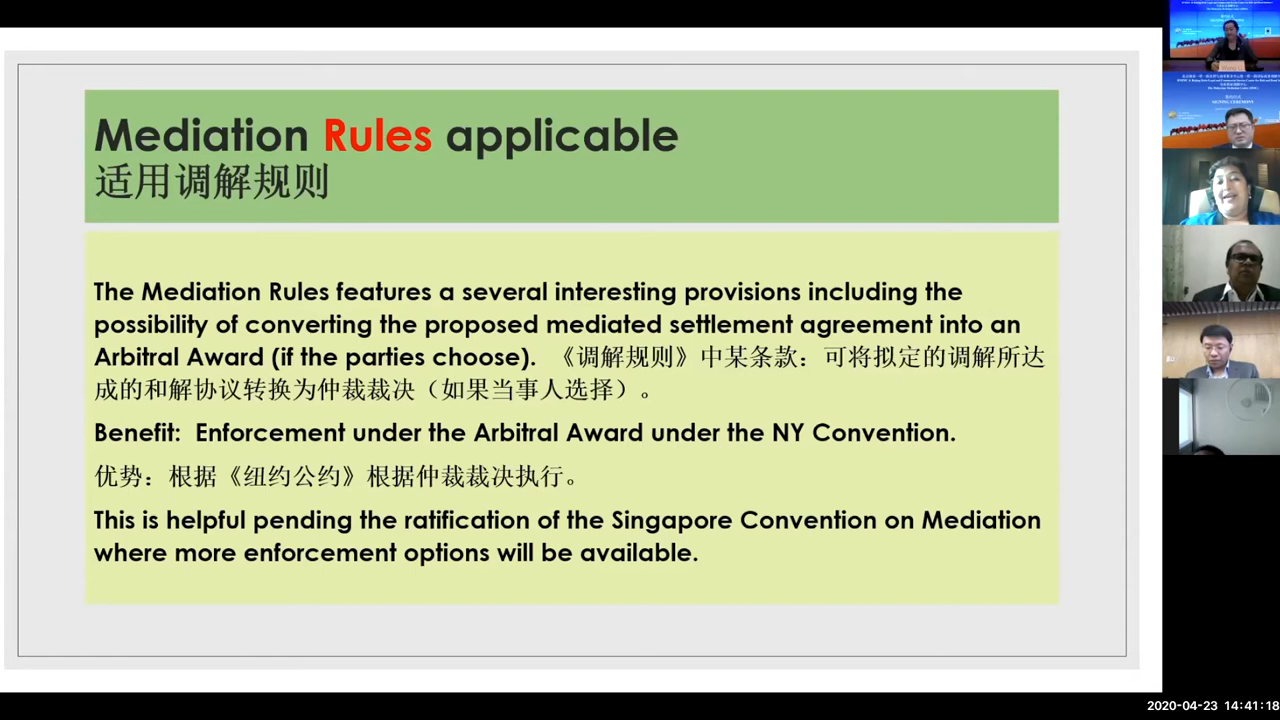 Mediation Rules applicable
适用调解规则
The Mediation Rules features a several interesting provisions including the
possibility of converting the proposed mediated settlement agreement into an
Arbitral Award (if the parties choose). 《调解规则》中某条款：可将拟定的调解所达
成的和解协议转换为仲裁裁决（如果当事人选择）。
Benefit: Enforcement under the Arbitral Award under the NY Convention.
优势：根据《纽约公约》根据仲裁裁决执行。
This is helpful pending the ratification of the Singapore Convention on Mediation
where more enforcement options will be available.
SIGNING CEREMONY
2020-04-23 14:41:18